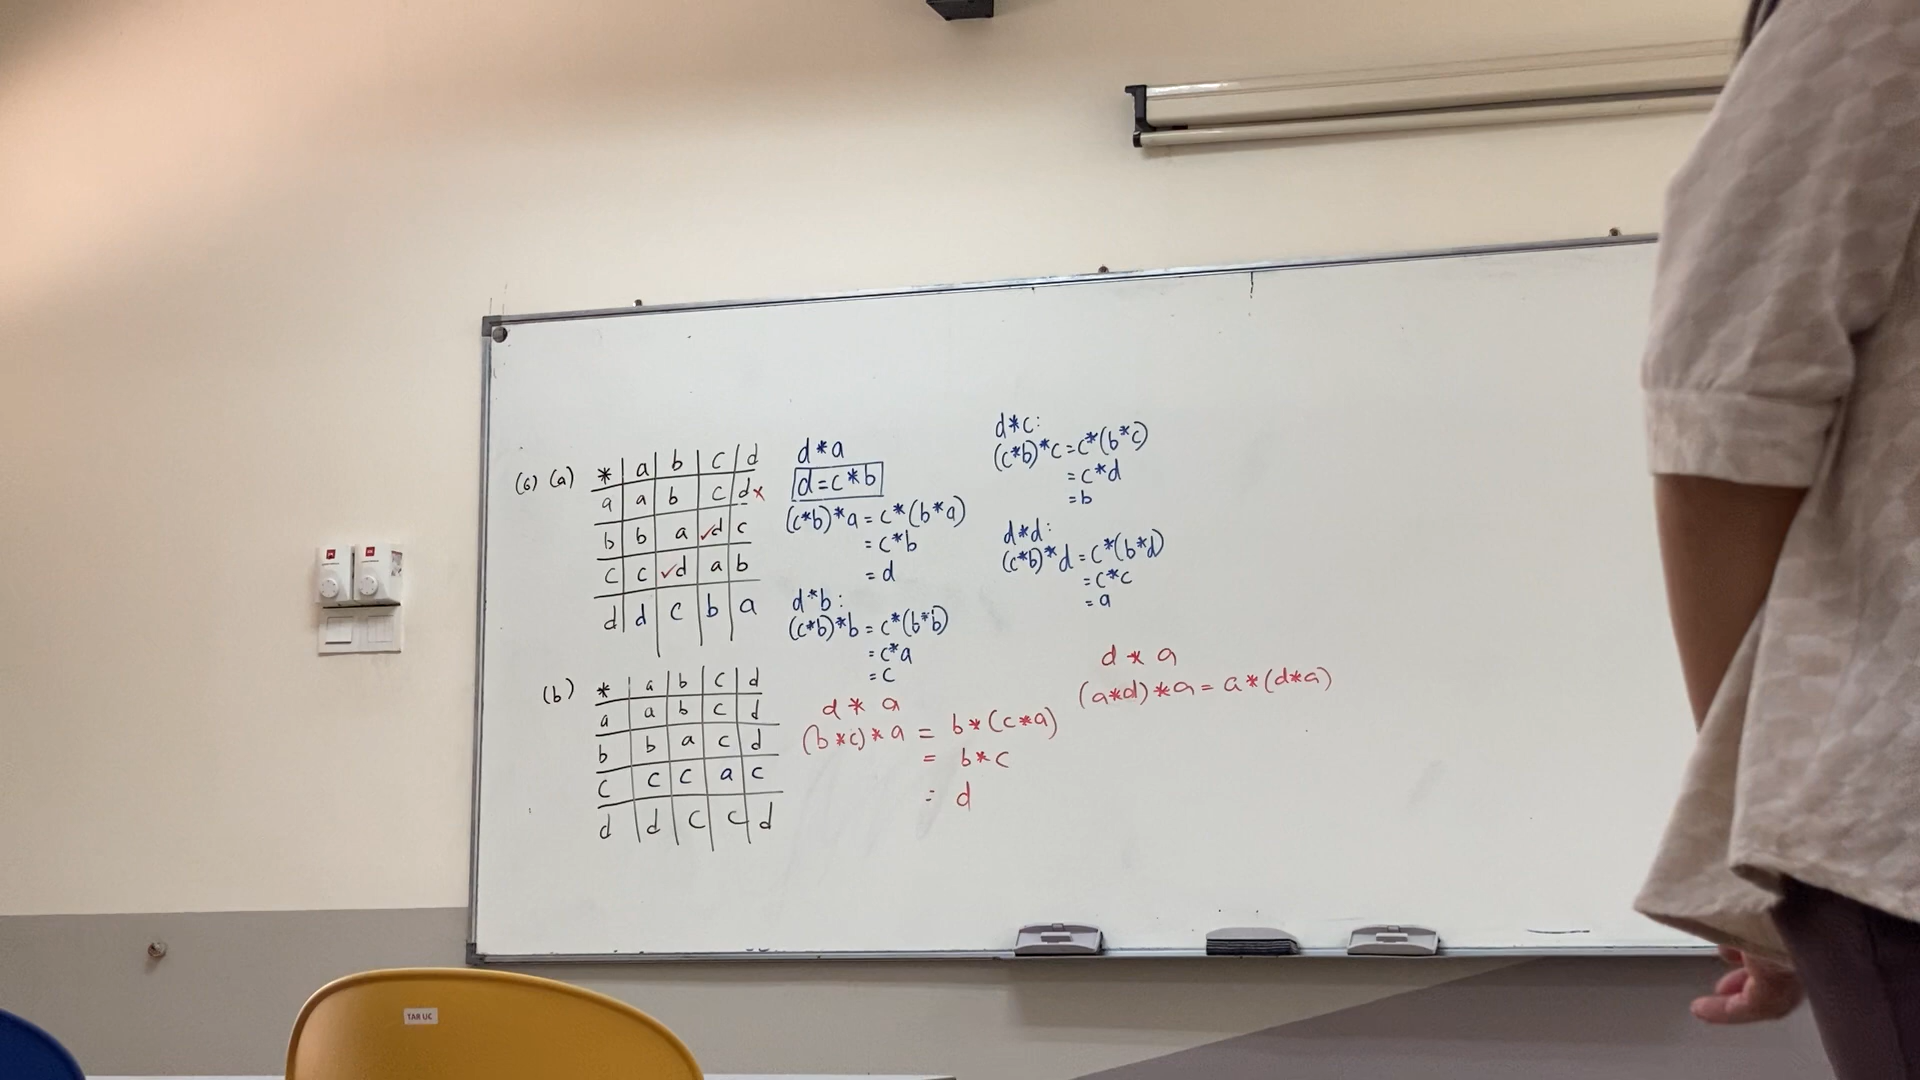 (6) (a)
* a b c d
a a b c d x
b b a ✓d c
c c ✓d a b
d d c b a
d*a
d=c*b
(c*b)*a = c*(b*a)
= c*b
= d
d*b:
(c*b)*b = c*(b*b)
= c*a
= c
d*c:
(c*b)*c = c*(b*c)
= c*d
= b
d*d:
(c*b)*d = c*(b*d)
= c*c
= a
(b)
* a b c d
a a b c d
b b a c d
c c c a c
d d c c d
d * a
(b*c)*a = b*(c*a)
= b*c
= d
d * a
(a*d)*a = a*(d*a)
TAR UC